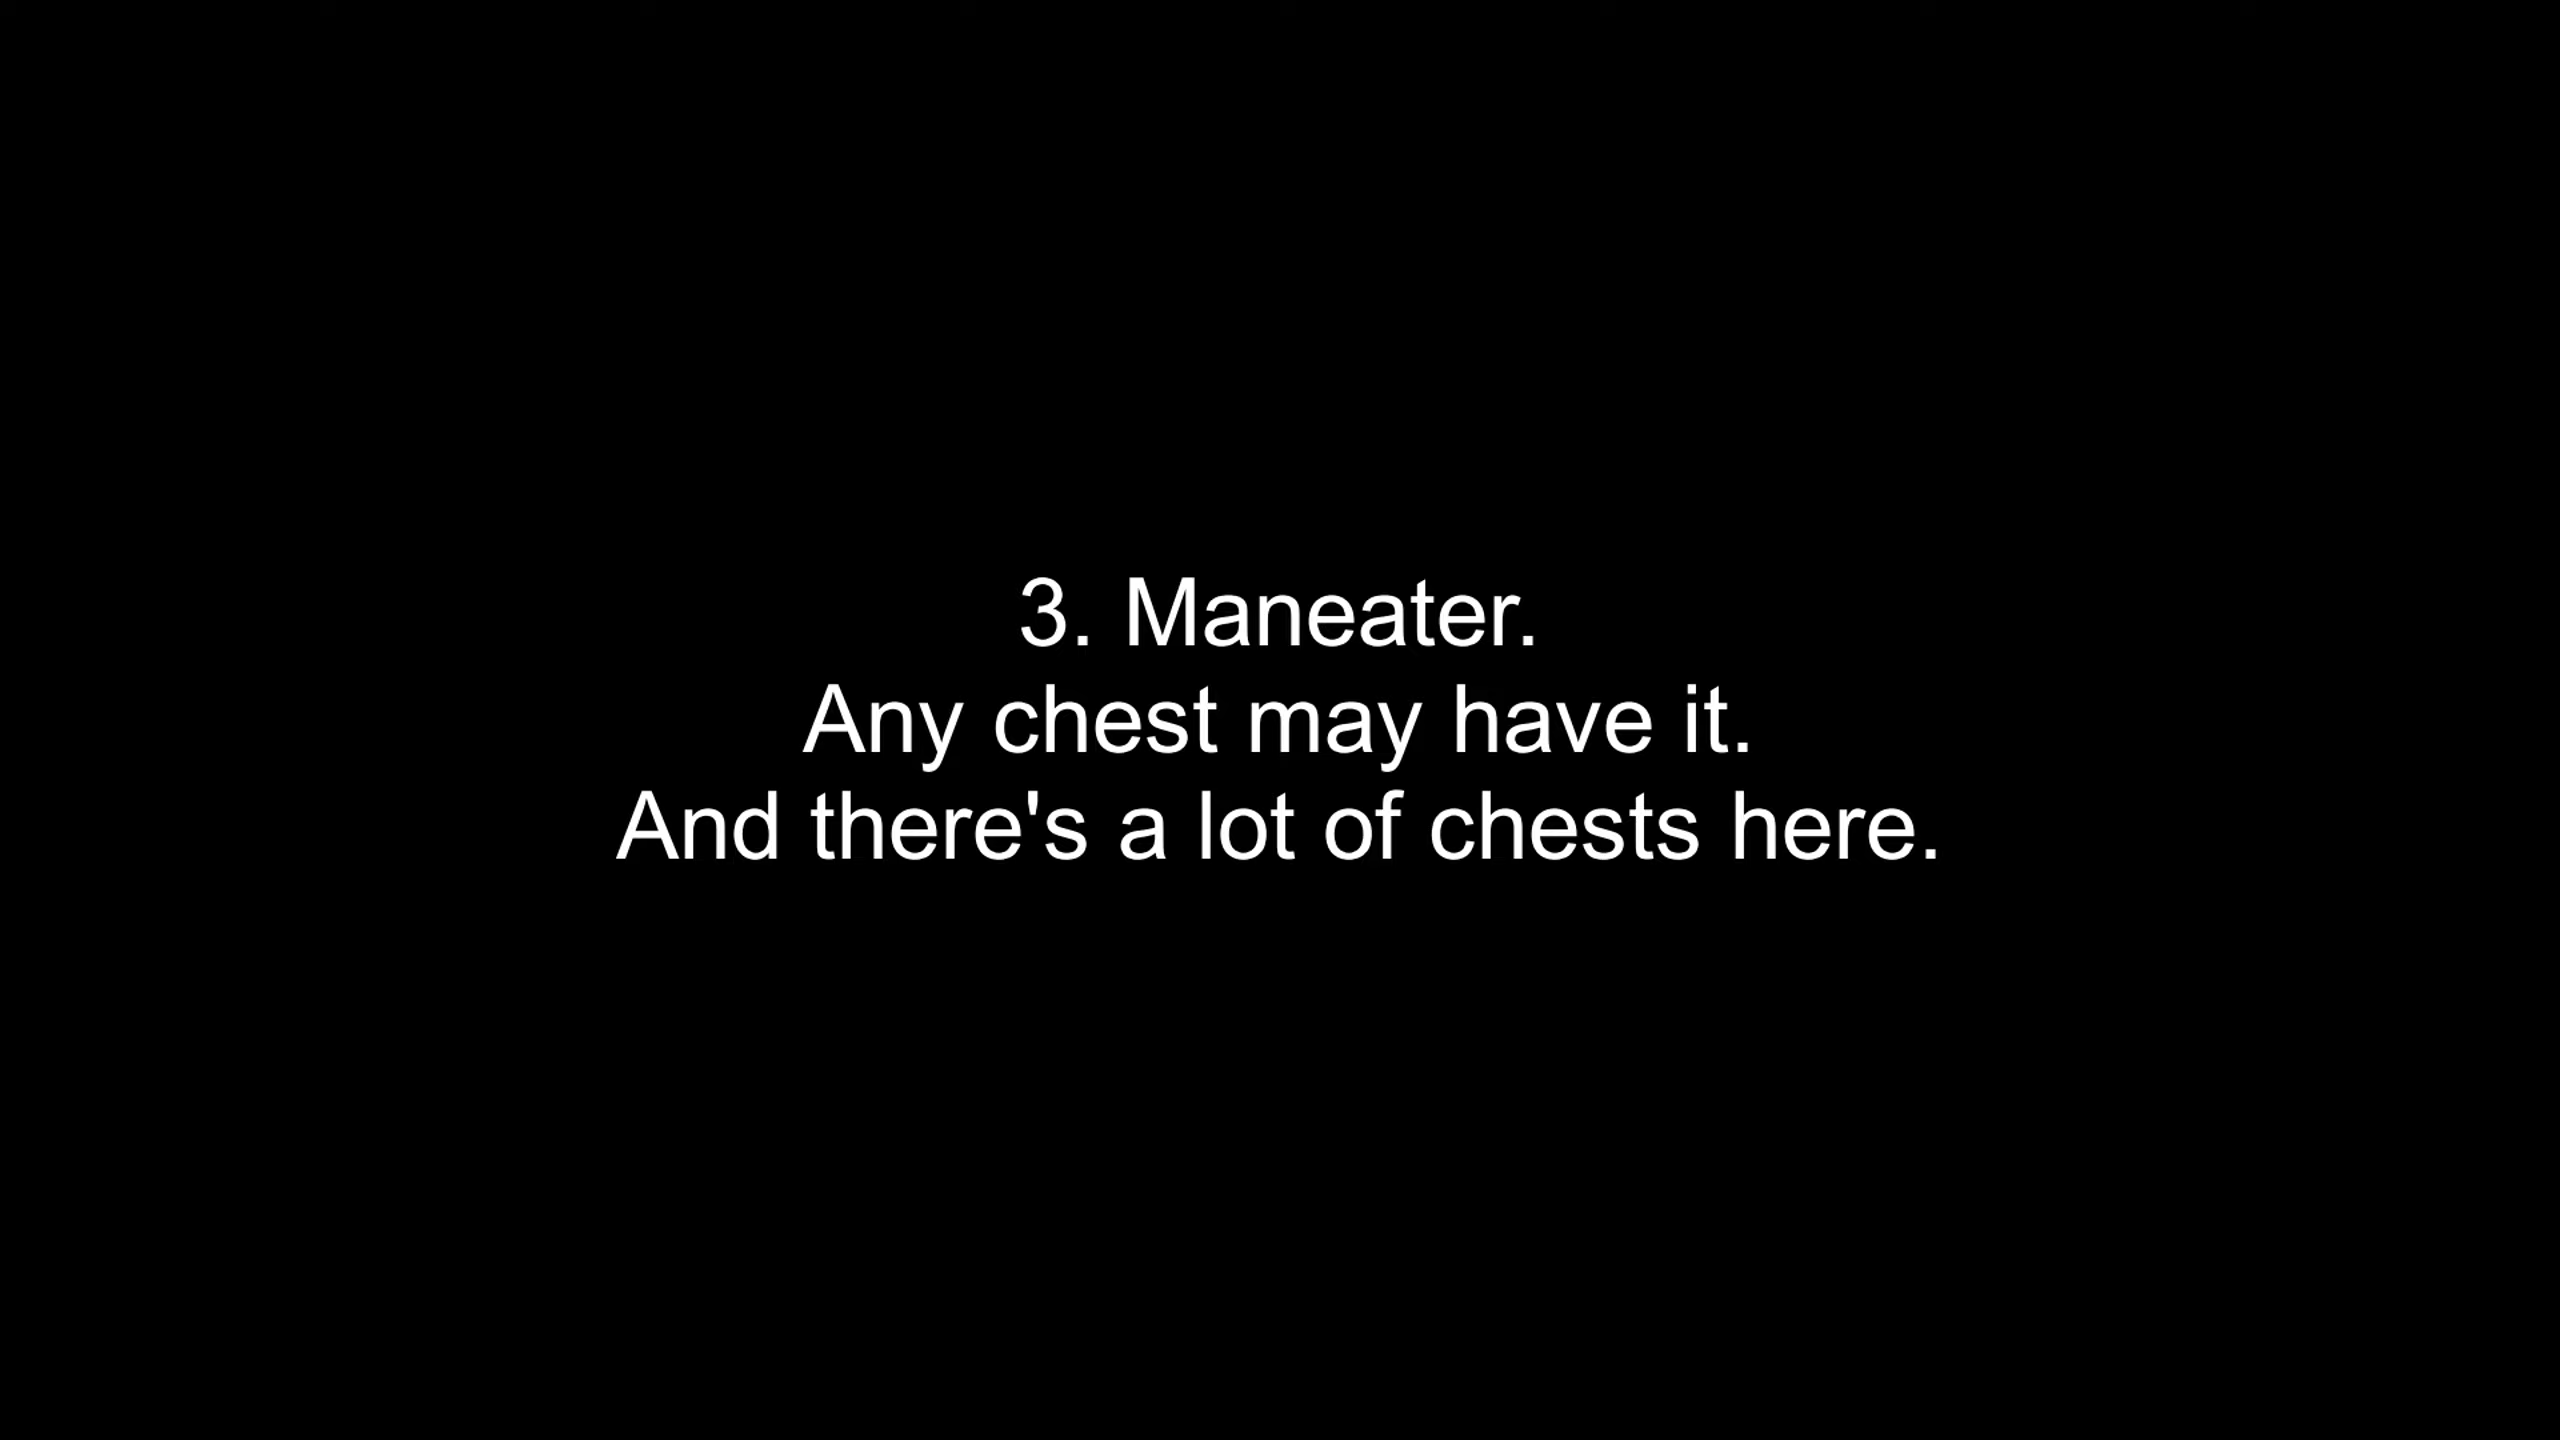 3. Maneater.
Any chest may have it.
And there's a lot of chests here.